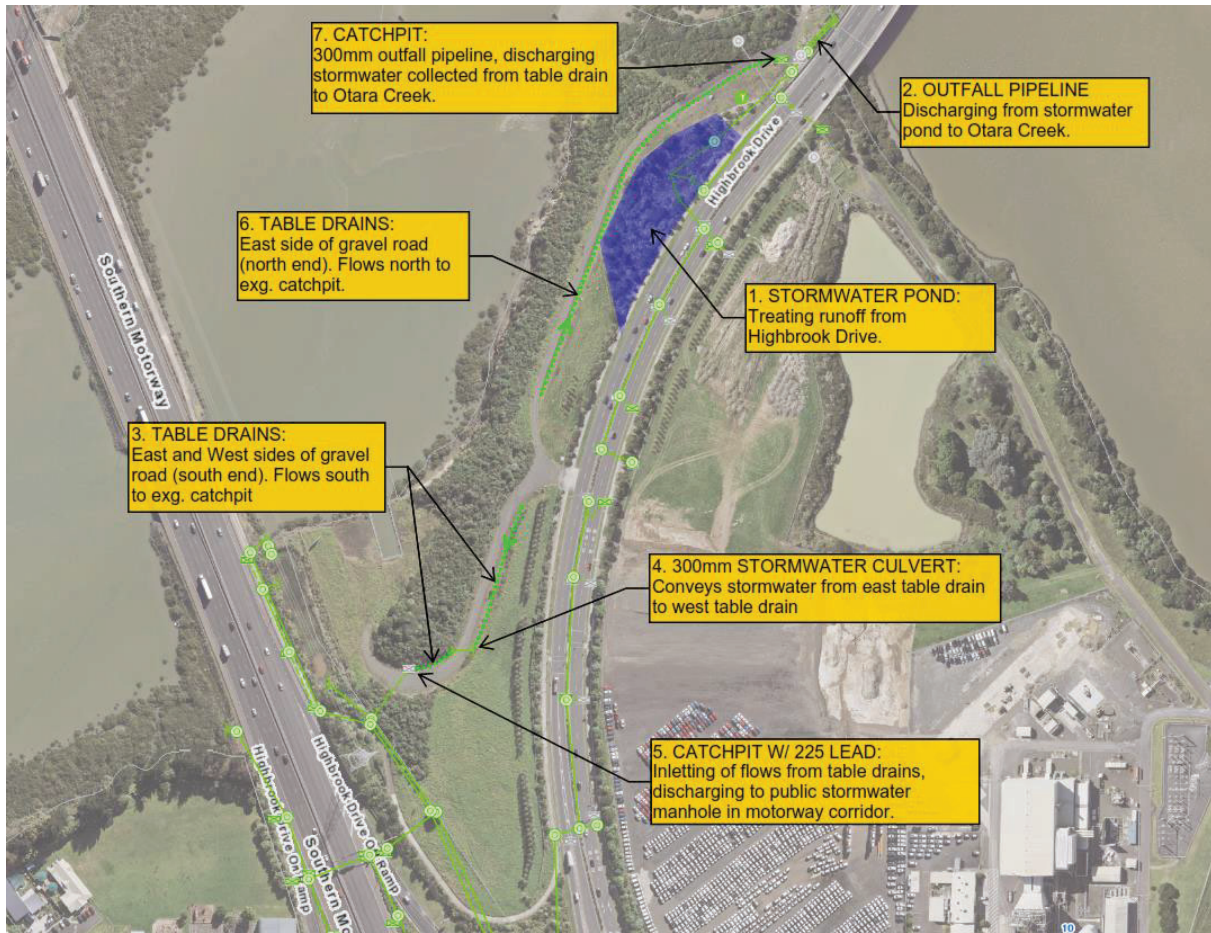 7. CATCHPIT:
300mm outfall pipeline, discharging
stormwater collected from table drain
to Otara Creek.
2. OUTFALL PIPELINE
Discharging from stormwater
pond to Otara Creek.
Highbrook Drive
6. TABLE DRAINS:
East side of gravel road
(north end). Flows north to
exg. catchpit.
Southern Motorway
1. STORMWATER POND:
Treating runoff from
Highbrook Drive.
3. TABLE DRAINS:
East and West sides of gravel
road (south end). Flows south
to exg. catchpit
4. 300mm STORMWATER CULVERT:
Conveys stormwater from east table drain
to west table drain
5. CATCHPIT W/ 225 LEAD:
Inletting of flows from table drains,
discharging to public stormwater
manhole in motorway corridor.
Highbrook Drive On Ramp
Highbrook Drive O Ramp
Southern Mo
10